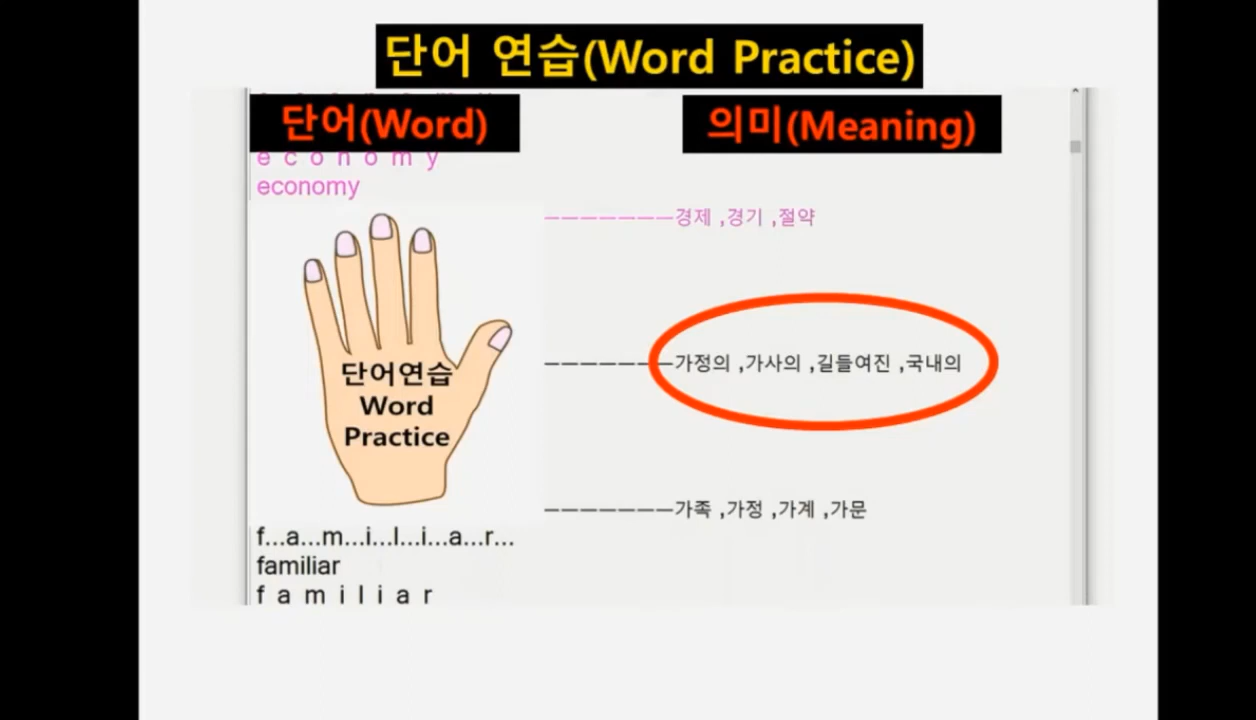 단어 연습(Word Practice)
단어(Word)
의미(Meaning)
e c o n o m y
economy
———————경제 ,경기 ,절약
———————가정의 ,가사의 ,길들여진 ,국내의
단어연습
Word
Practice
———————가족 ,가정 ,가계 ,가문
f...a...m...i...l...i...a...r...
familiar
f a m i l i a r